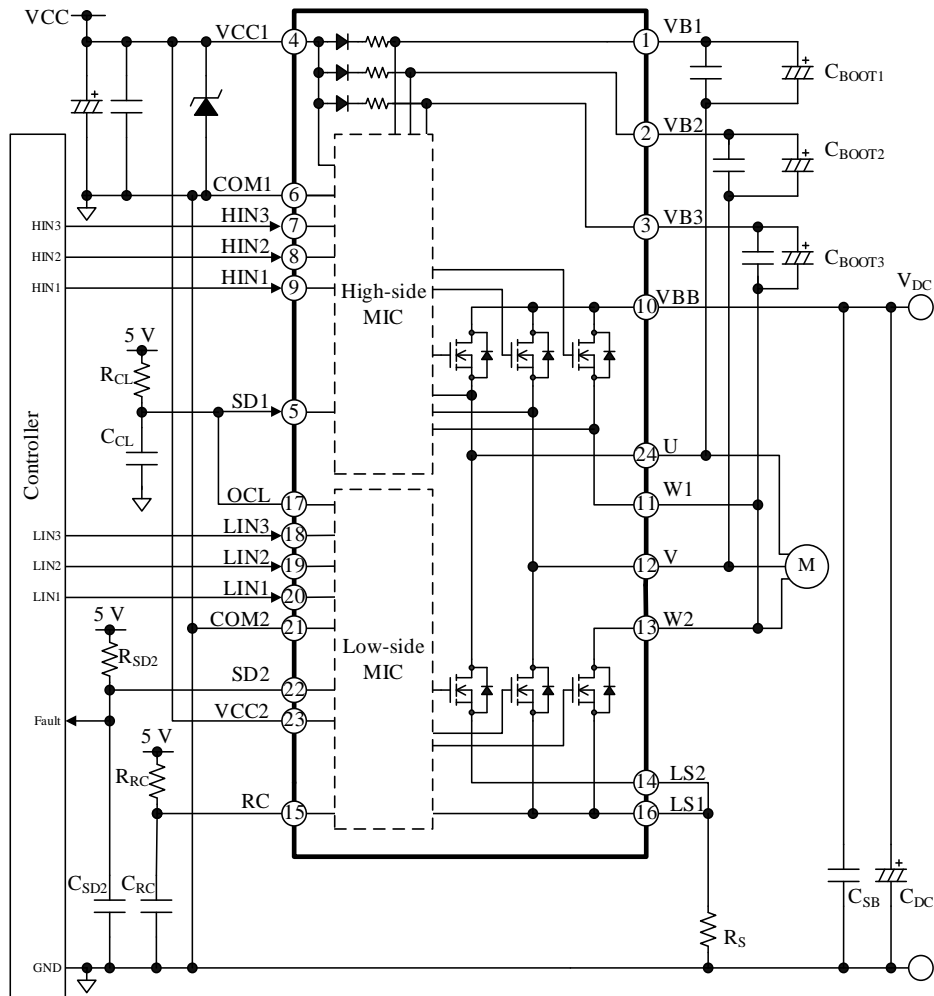 VCC
VCC1 4 1 VB1
C_BOOT1
2 VB2
C_BOOT2
COM1 6
HIN3 HIN3 7 3 VB3
HIN2 HIN2 8
C_BOOT3
HIN1 HIN1 9
High-side
MIC
10 VBB V_DC
5 V
R_CL
SD1 5
C_CL
24 U
OCL 17 11 W1
LIN3 LIN3 18
LIN2 LIN2 19 12 V M
LIN1 LIN1 20
COM2 21 13 W2
Low-side
MIC
5 V
R_SD2
SD2 22
Fault VCC2 23
5 V
R_RC
14 LS2
RC 15 16 LS1
C_SD2 C_RC
C_SB C_DC
R_S
GND
Controller